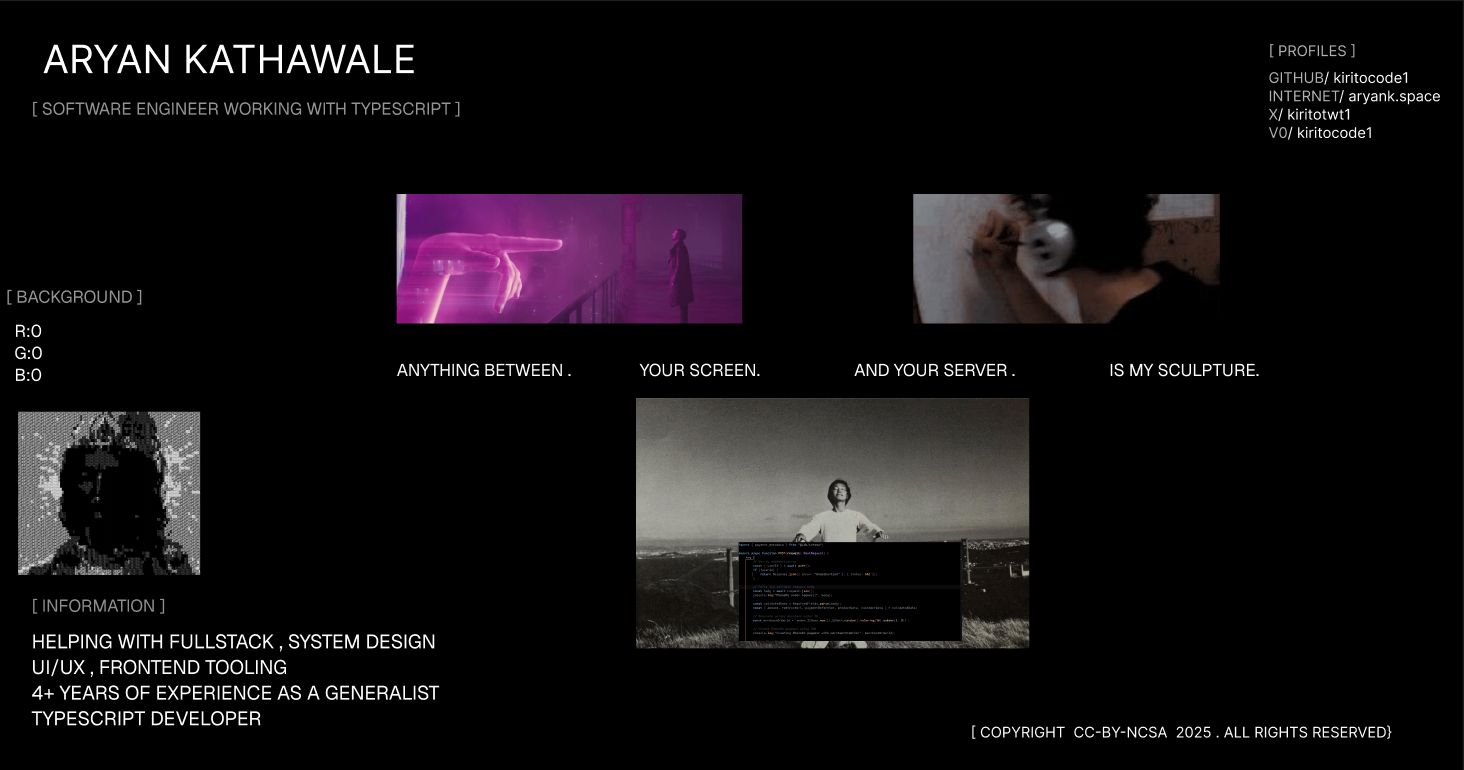 ARYAN KATHAWALE
[ SOFTWARE ENGINEER WORKING WITH TYPESCRIPT ]
[ PROFILES ]
GITHUB/ kiritocode1
INTERNET/ aryank.space
X/ kiritotwt1
V0/ kiritocode1
[ BACKGROUND ]
R:0
G:0
B:0
ANYTHING BETWEEN . YOUR SCREEN. AND YOUR SERVER . IS MY SCULPTURE.
[ INFORMATION ]
HELPING WITH FULLSTACK , SYSTEM DESIGN
UI/UX , FRONTEND TOOLING
4+ YEARS OF EXPERIENCE AS A GENERALIST
TYPESCRIPT DEVELOPER
[ COPYRIGHT CC-BY-NCSA 2025 . ALL RIGHTS RESERVED}